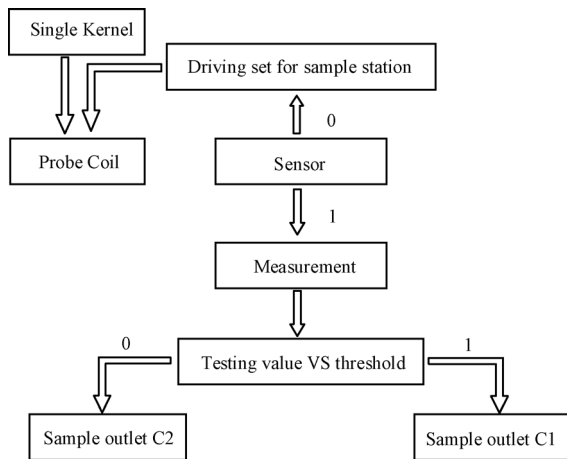 Single Kernel
Driving set for sample station
0
Probe Coil
Sensor
1
Measurement
0
Testing value VS threshold
1
Sample outlet C2
Sample outlet C1